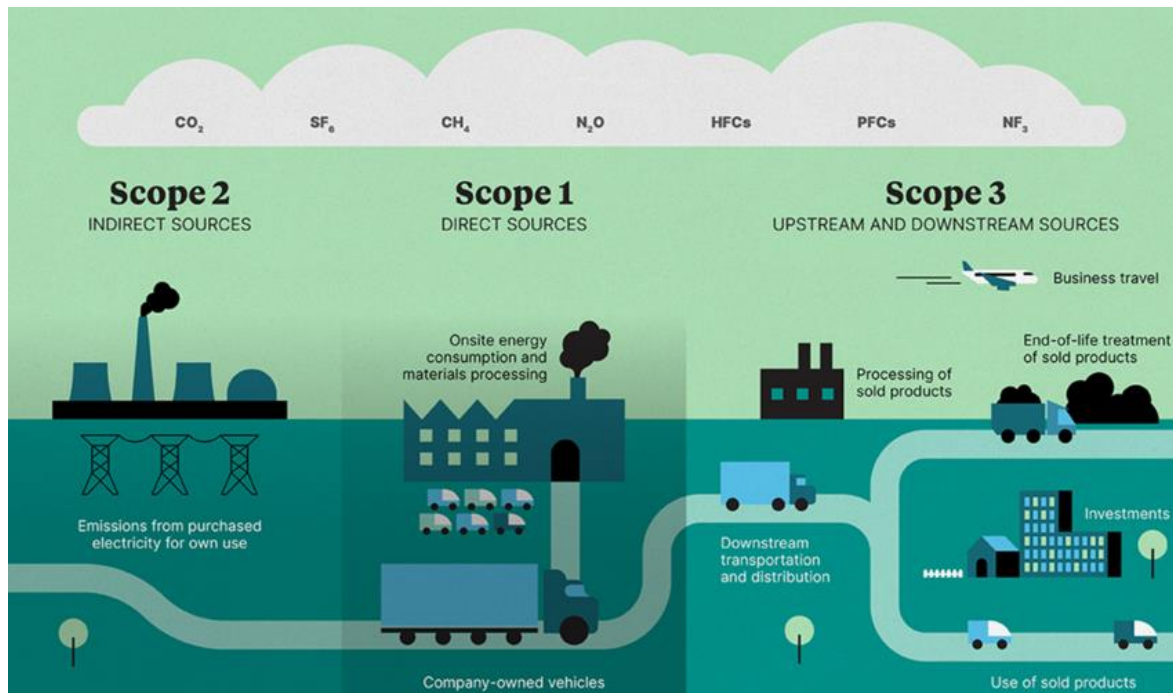 CO₂ SF₆ CH₄ N₂O HFCs PFCs NF₃
Scope 2
INDIRECT SOURCES
Scope 1
DIRECT SOURCES
Scope 3
UPSTREAM AND DOWNSTREAM SOURCES
Business travel
Onsite energy
consumption and
materials processing
End-of-life treatment
of sold products
Processing of
sold products
Emissions from purchased
electricity for own use
Investments
Downstream
transportation
and distribution
Company-owned vehicles
Use of sold products